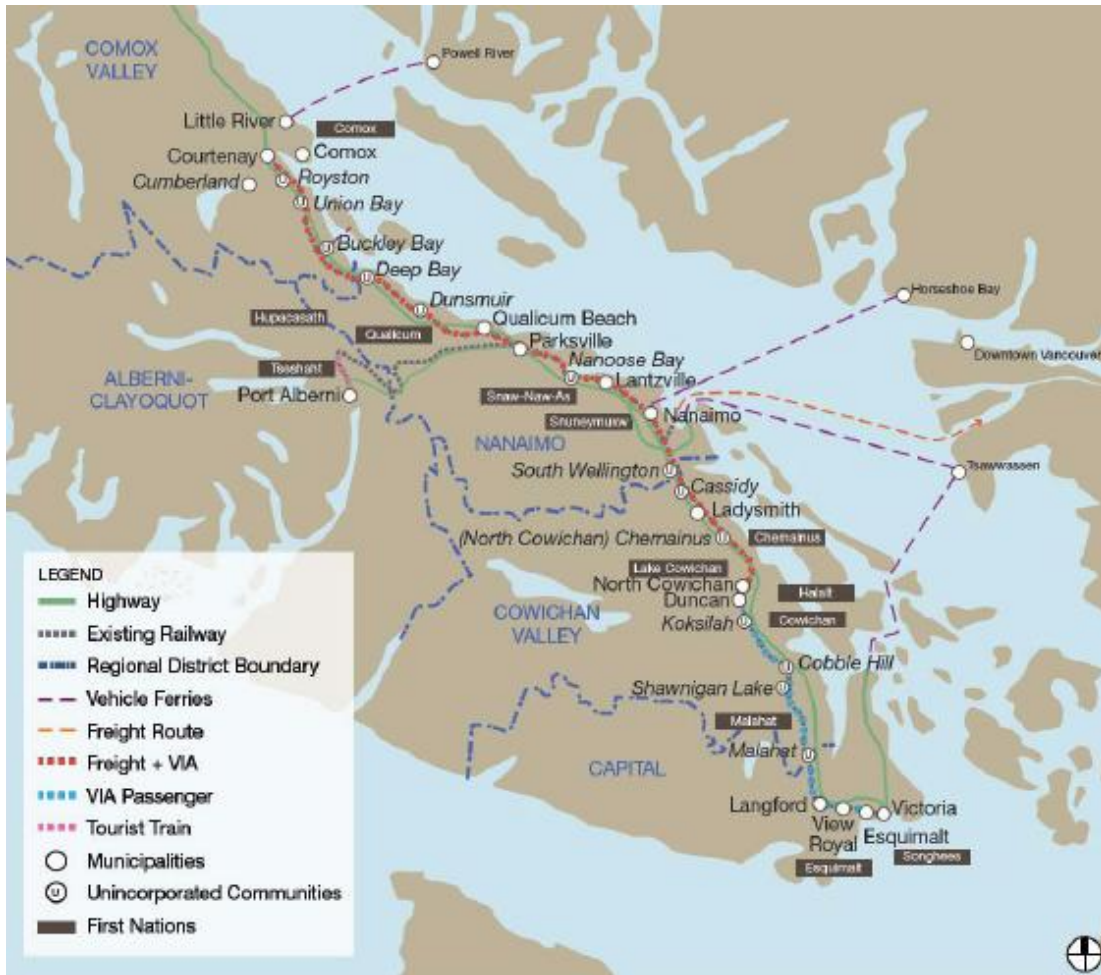 COMOX
VALLEY
Powell River
Little River
Comox
Courtenay
Comox
Cumberland
Royston
Union Bay
Buckley Bay
Deep Bay
Dunsmuir
Hupacasath
Qualicum
Qualicum Beach
Parksville
Horseshoe Bay
Downtown Vancouver
Tseshaht
Nanoose Bay
ALBERNI-
CLAYOQUOT
Port Alberni
Snaw-Naw-As
Lantzville
Snuneymuxw
Nanaimo
NANAIMO
South Wellington
Tsawwassen
Cassidy
Ladysmith
(North Cowichan) Chemainus
Chemainus
Lake Cowichan
North Cowichan
Halalt
Duncan
COWICHAN
VALLEY
Koksilah
Cowichan
Cobble Hill
Shawnigan Lake
Malahat
Malahat
CAPITAL
Langford
View
Royal
Victoria
Esquimalt
Esquimalt
Songhees
LEGEND
Highway
Existing Railway
Regional District Boundary
Vehicle Ferries
Freight Route
Freight + VIA
VIA Passenger
Tourist Train
Municipalities
U Unincorporated Communities
First Nations